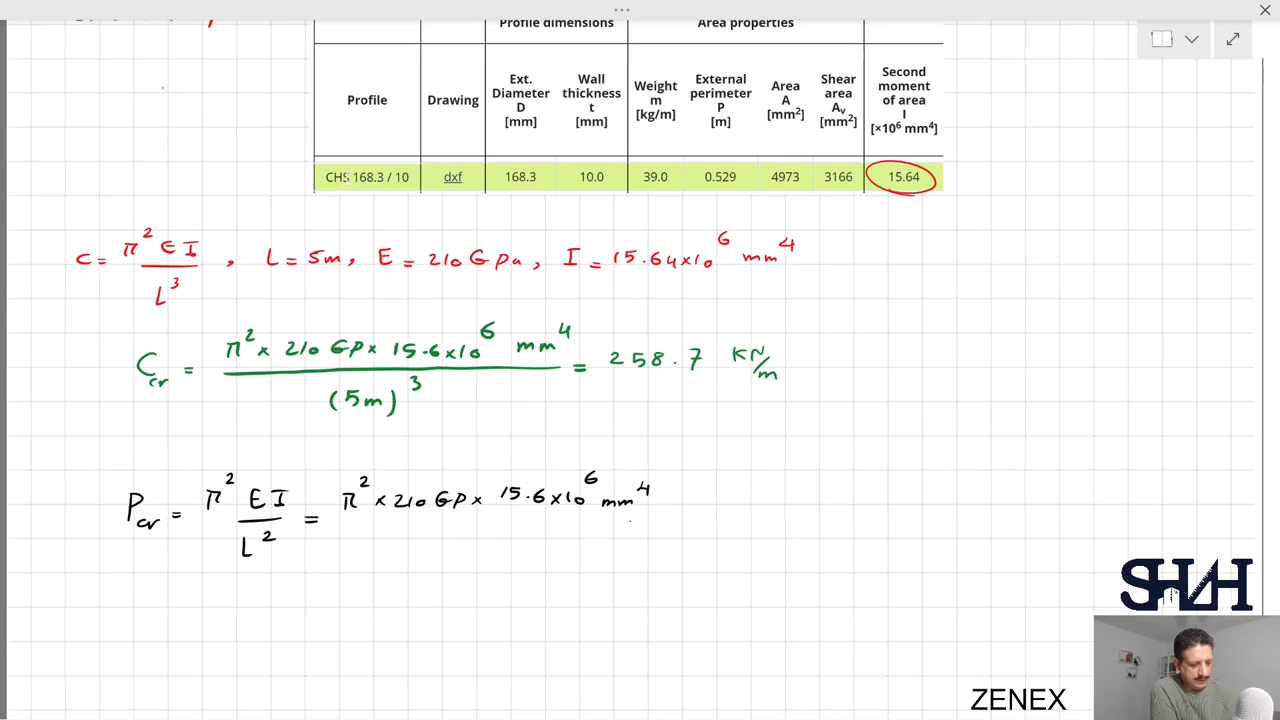 Profile dimensions Area properties
Profile Drawing Ext. Diameter D [mm] Wall thickness t [mm] Weight m [kg/m] External perimeter P [m] Area A [mm²] Shear area Aᵥ [mm²] Second moment of area I [×10⁶ mm⁴]
CHS 168.3 / 10 dxf 168.3 10.0 39.0 0.529 4973 3166 15.64
c = π² E I / L³ , L = 5m, E = 210 G pa, I = 15.64×10⁶ mm⁴
C_cr = π² × 210 GP × 15.6×10⁶ mm⁴ / (5m)³ = 258.7 KN/m
P_cr = π² EI / L² = π² × 210 GP × 15.6×10⁶ mm⁴
SHLH
ZENEX